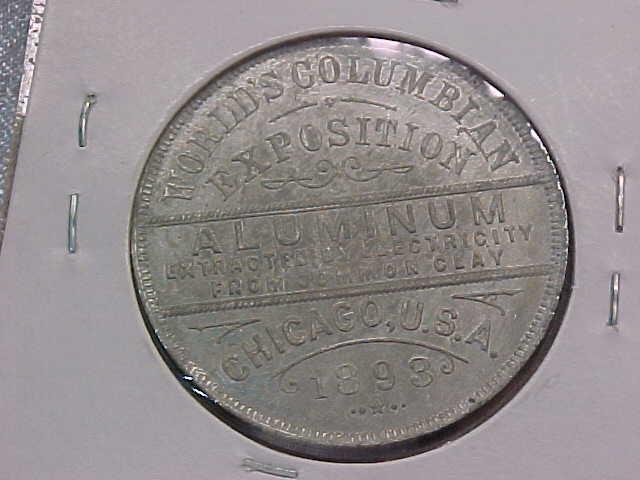 WORLD'S COLUMBIAN
EXPOSITION
ALUMINUM
EXTRACTED BY ELECTRICITY
FROM COMMON CLAY
CHICAGO, U.S.A.
1893